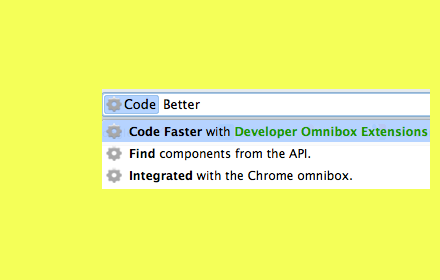 Code Better
Code Faster with Developer Omnibox Extensions
Find components from the API.
Integrated with the Chrome omnibox.